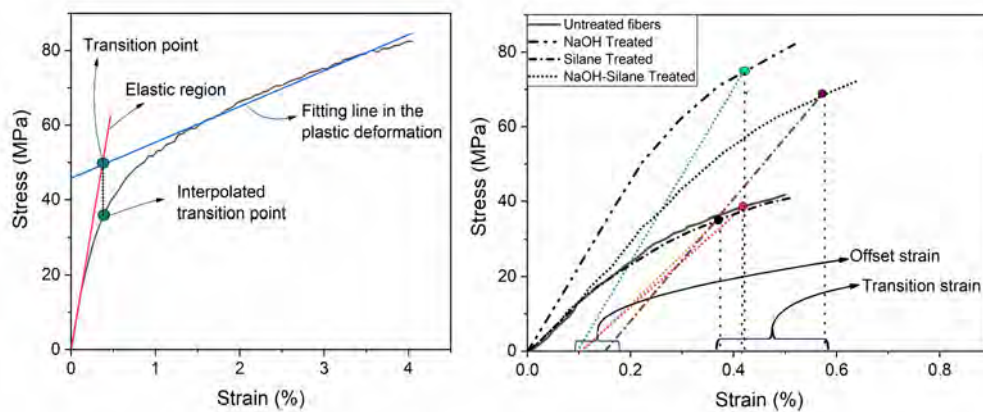 80
60
40
20
0
Stress (MPa)
Transition point
Elastic region
Fitting line in the
plastic deformation
Interpolated
transition point
0
1
2
3
4
5
Strain (%)
Untreated fibers
NaOH Treated
Silane Treated
NaOH-Silane Treated
80
60
40
20
0
Stress (MPa)
Offset strain
Transition strain
0.0
0.2
0.4
0.6
0.8
Strain (%)